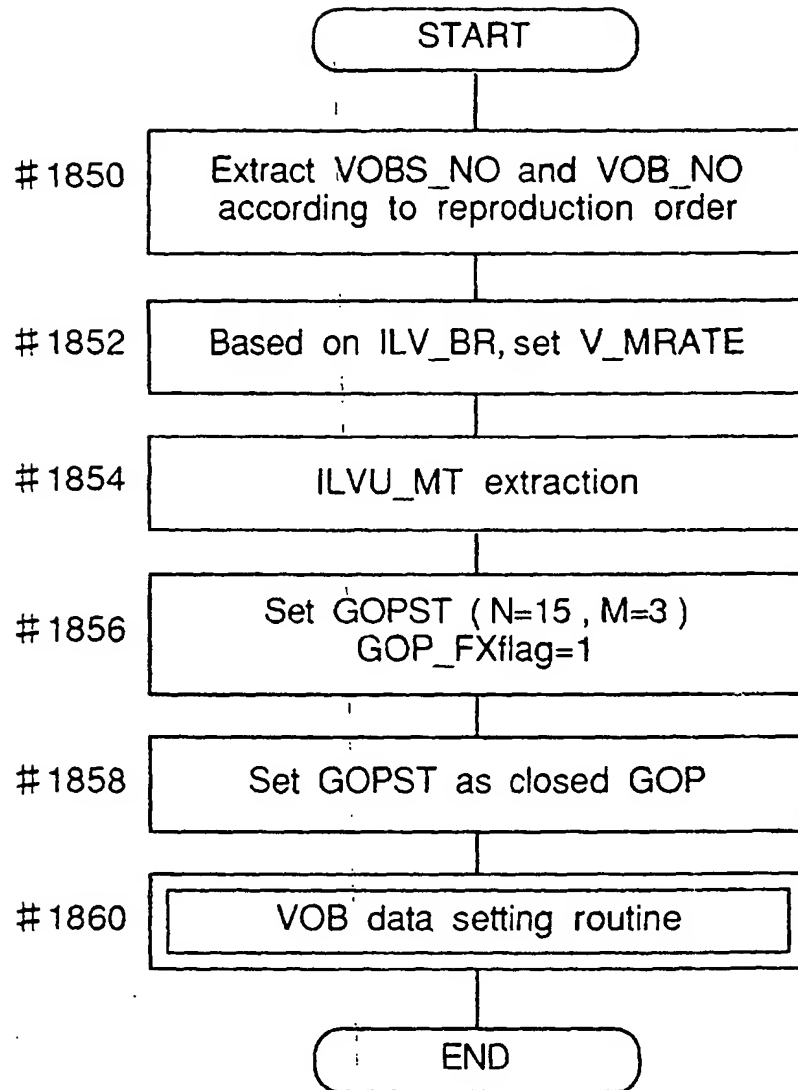 START
#1850
Extract VOBS_NO and VOB_NO
according to reproduction order
#1852
Based on ILV_BR, set V_MRATE
#1854
ILVU_MT extraction
#1856
Set GOPST ( N=15 , M=3 )
GOP_FXflag=1
#1858
Set GOPST as closed GOP
#1860
VOB data setting routine
END